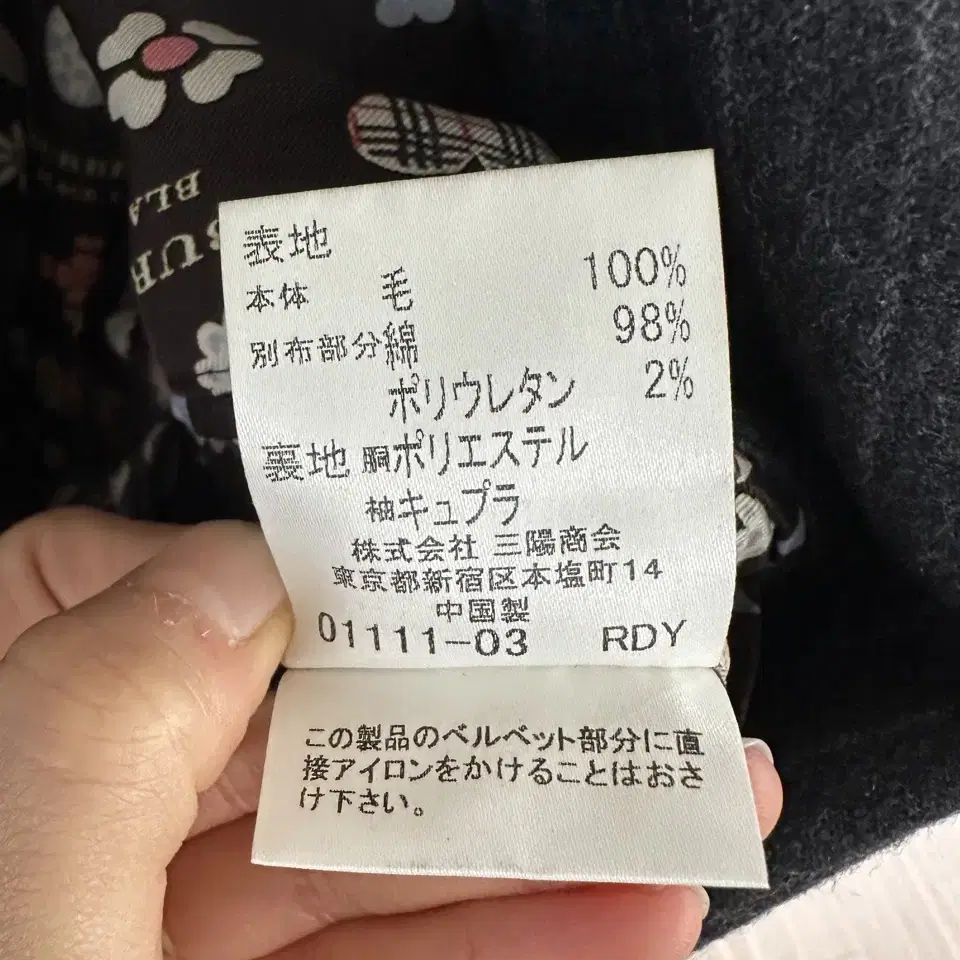 表地
本体 毛 100%
別布部分綿 98%
ポリウレタン 2%
裏地 胴ポリエステル
袖キュプラ
株式会社 三陽商会
東京都新宿区本塩町14
中国製
01111-03 RDY
この製品のベルベット部分に直
接アイロンをかけることはおさ
け下さい。
BUR
BLA